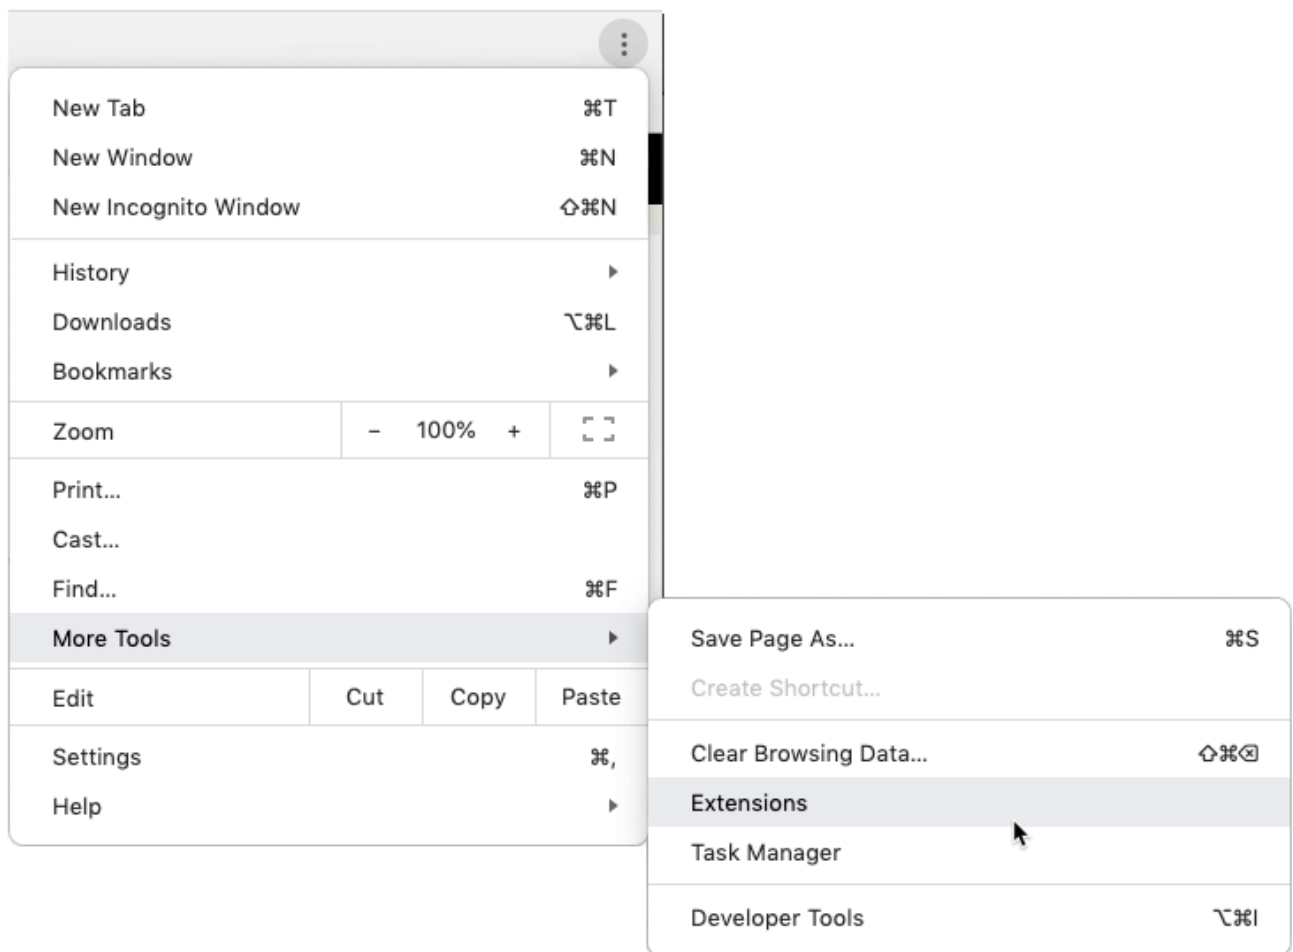 New Tab ⌘T
New Window ⌘N
New Incognito Window ⇧⌘N
History
Downloads ⌥⌘L
Bookmarks
Zoom - 100% +
Print... ⌘P
Cast...
Find... ⌘F
More Tools
Edit Cut Copy Paste
Settings ⌘,
Help
Save Page As... ⌘S
Create Shortcut...
Clear Browsing Data... ⇧⌘⌫
Extensions
Task Manager
Developer Tools ⌥⌘I